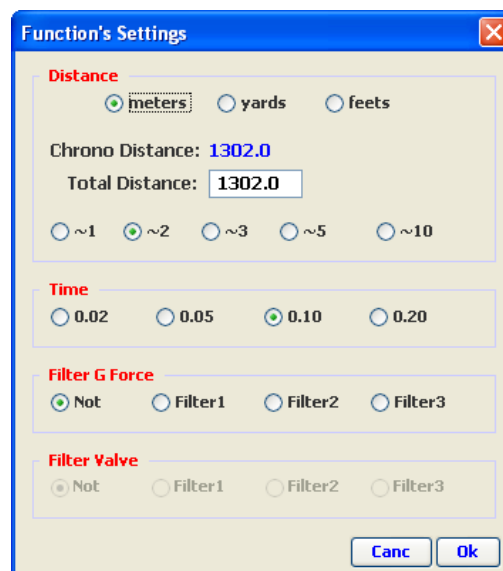 Function's Settings
Distance
meters yards feets
Chrono Distance: 1302.0
Total Distance: 1302.0
~1 ~2 ~3 ~5 ~10
Time
0.02 0.05 0.10 0.20
Filter G Force
Not Filter1 Filter2 Filter3
Filter Valve
Not Filter1 Filter2 Filter3
Canc Ok